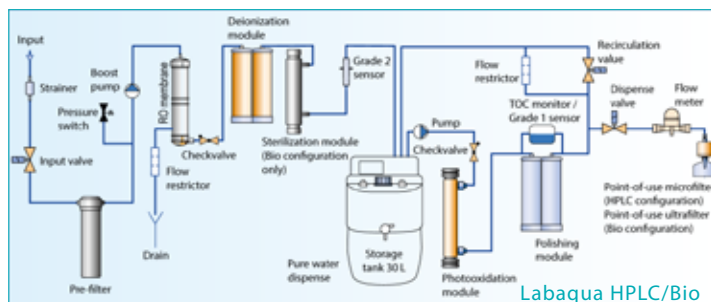 Input
Strainer
Pressure
switch
Input valve
Pre-filter
Boost
pump
RO membrane
Checkvalve
Flow
restrictor
Drain
Deionization
module
Sterilization module
(Bio configuration
only)
Grade 2
sensor
Pure water
dispense
Storage
tank 30 L
Pump
Checkvalve
Photooxidation
module
Flow
restrictor
TOC monitor /
Grade 1 sensor
Polishing
module
Recirculation
value
Dispense
valve
Flow
meter
Point-of-use microfilter
(HPLC configuration)
Point-of-use ultrafilter
(Bio configuration)
Labaqua HPLC/Bio